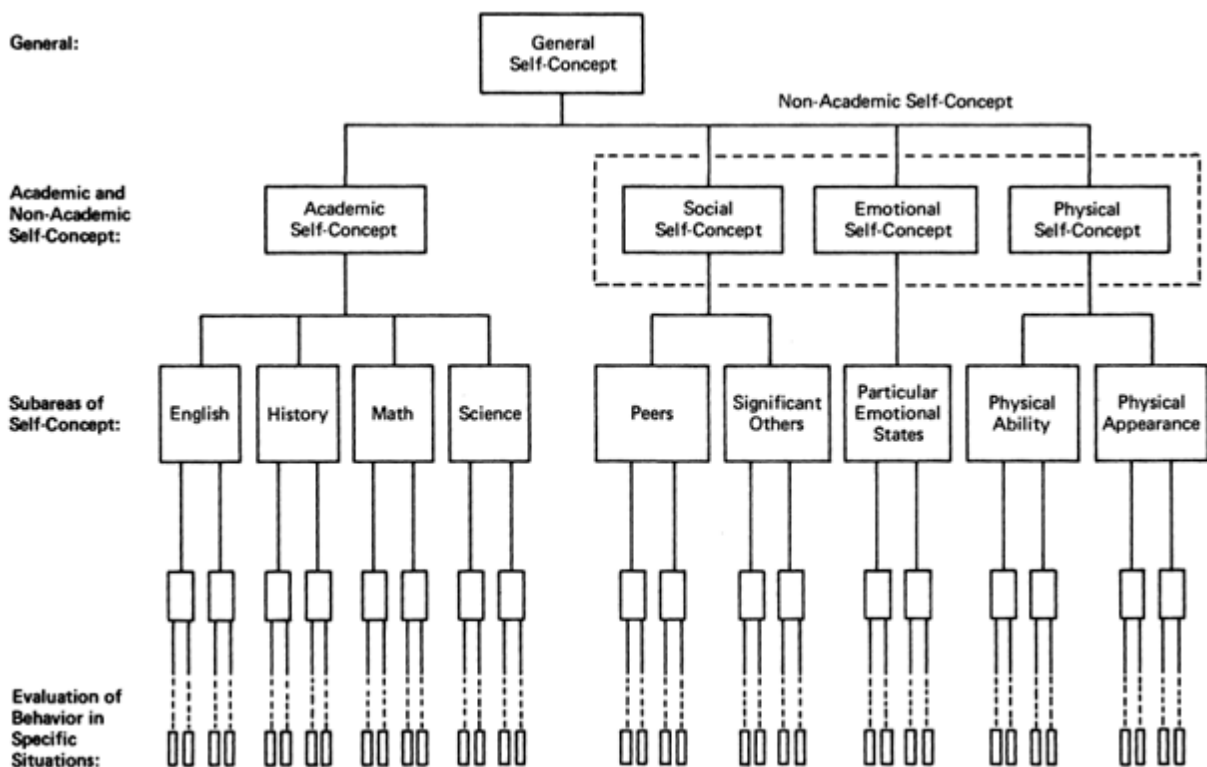 General:
General
Self-Concept
Non-Academic Self-Concept
Academic and
Non-Academic
Self-Concept:
Academic
Self-Concept
Social
Self-Concept
Emotional
Self-Concept
Physical
Self-Concept
Subareas of
Self-Concept:
English
History
Math
Science
Peers
Significant
Others
Particular
Emotional
States
Physical
Ability
Physical
Appearance
Evaluation of
Behavior in
Specific
Situations: